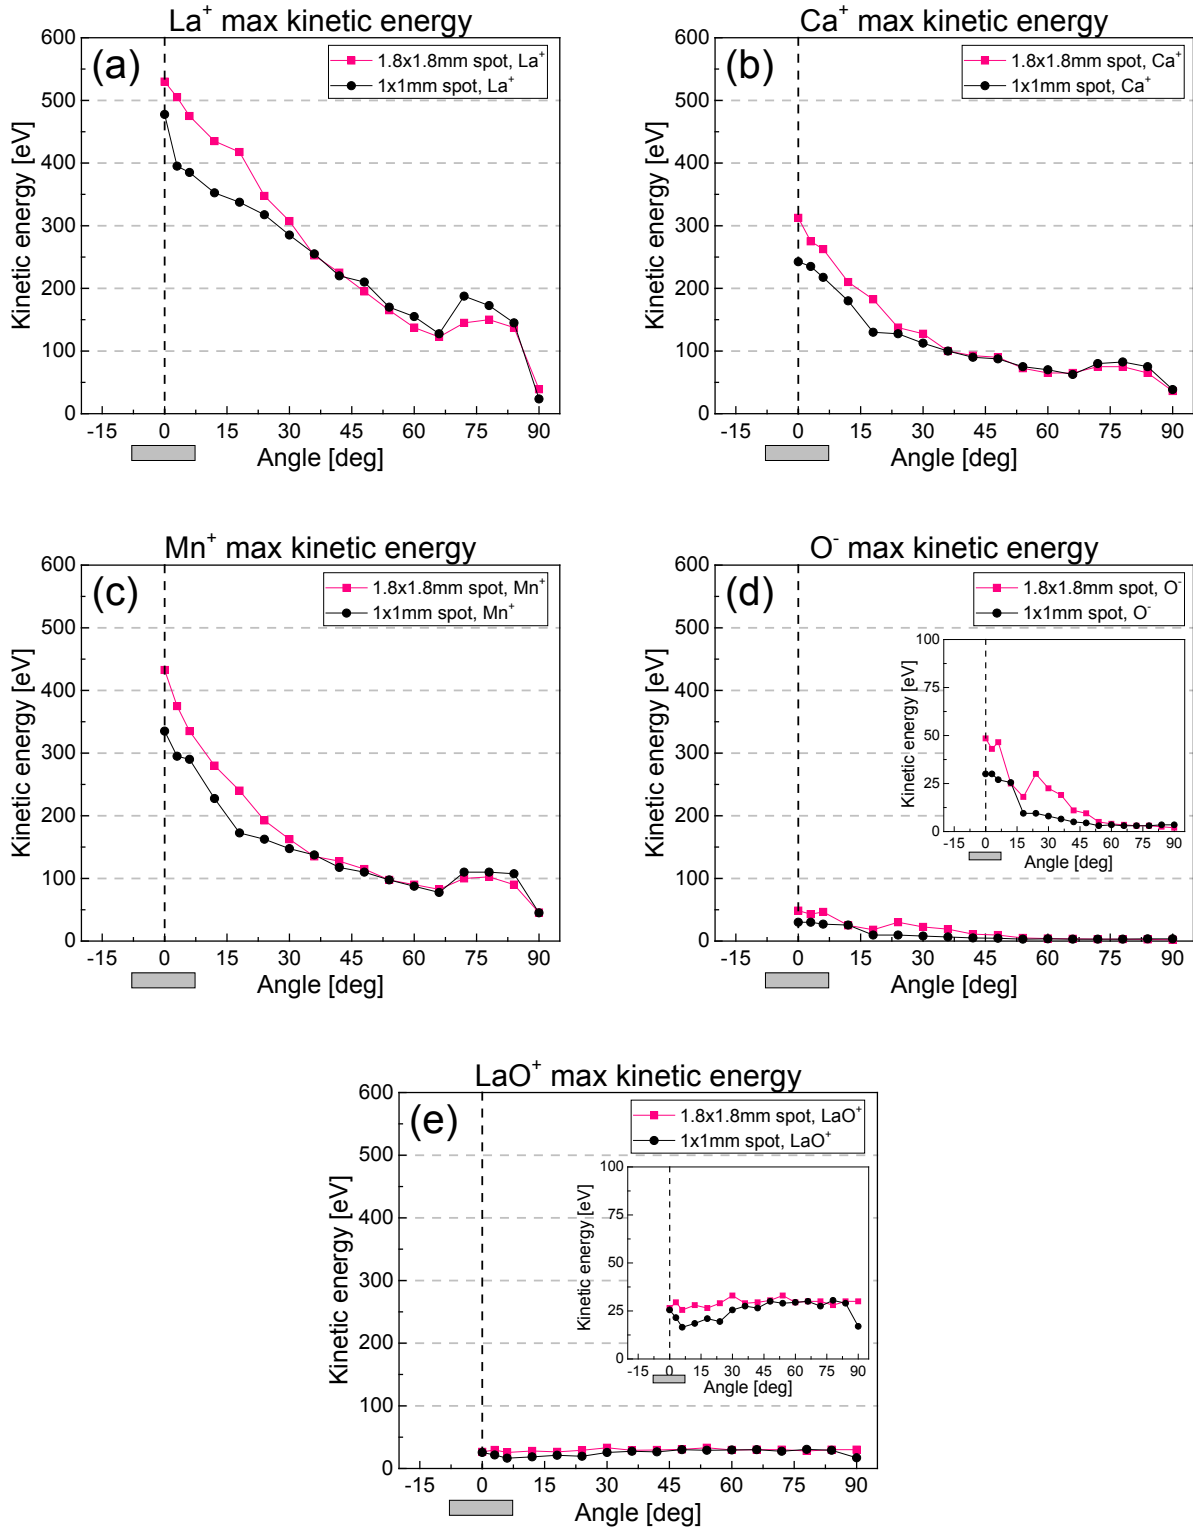 La⁺ max kinetic energy
(a)
1.8x1.8mm spot, La⁺
1x1mm spot, La⁺
Kinetic energy [eV]
600
500
400
300
200
100
0
-15 0 15 30 45 60 75 90
Angle [deg]
Ca⁺ max kinetic energy
(b)
1.8x1.8mm spot, Ca⁺
1x1mm spot, Ca⁺
Kinetic energy [eV]
600
500
400
300
200
100
0
-15 0 15 30 45 60 75 90
Angle [deg]
Mn⁺ max kinetic energy
(c)
1.8x1.8mm spot, Mn⁺
1x1mm spot, Mn⁺
Kinetic energy [eV]
600
500
400
300
200
100
0
-15 0 15 30 45 60 75 90
Angle [deg]
O⁻ max kinetic energy
(d)
1.8x1.8mm spot, O⁻
1x1mm spot, O⁻
Kinetic energy [eV]
600
500
400
300
200
100
0
-15 0 15 30 45 60 75 90
Angle [deg]
Kinetic energy [eV]
100
75
50
25
0
-15 0 15 30 45 60 75 90
Angle [deg]
LaO⁺ max kinetic energy
(e)
1.8x1.8mm spot, LaO⁺
1x1mm spot, LaO⁺
Kinetic energy [eV]
600
500
400
300
200
100
0
-15 0 15 30 45 60 75 90
Angle [deg]
Kinetic energy [eV]
100
75
50
25
0
-15 0 15 30 45 60 75 90
Angle [deg]